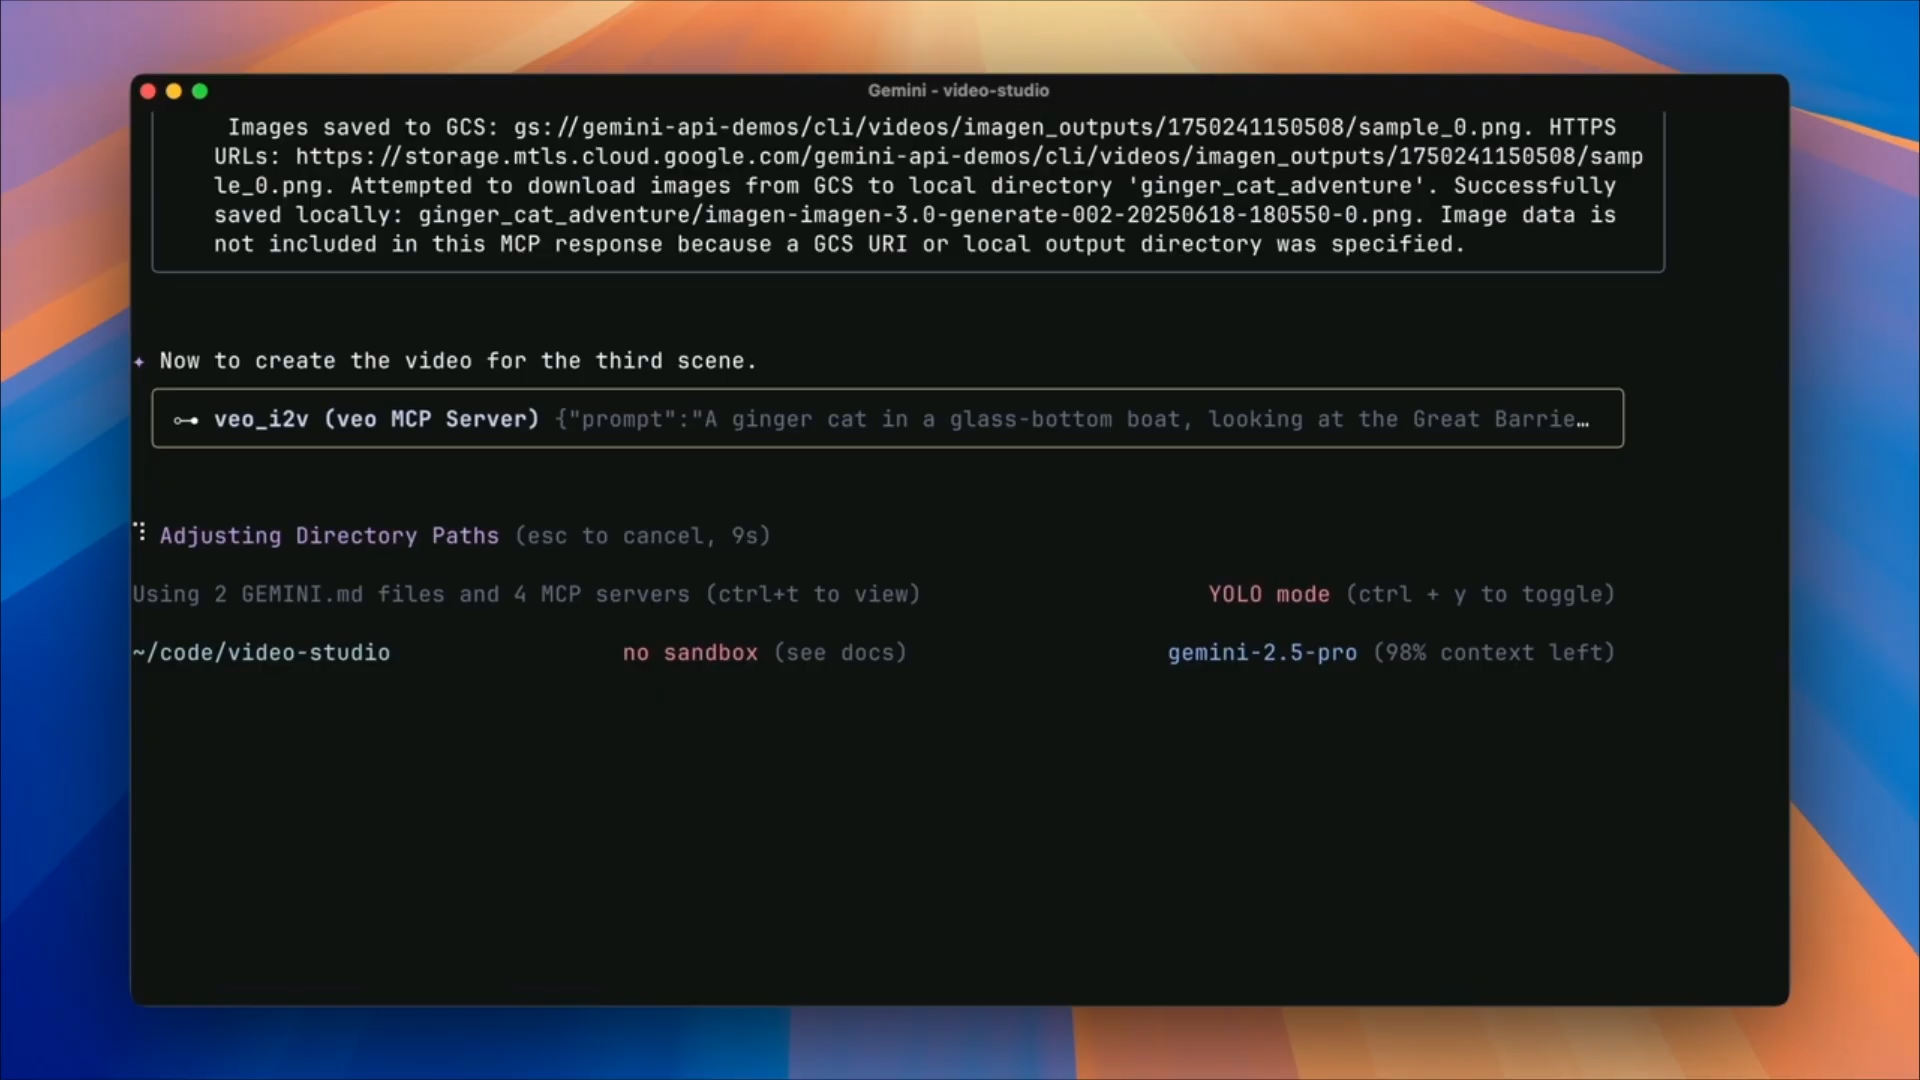 Gemini - video-studio
Images saved to GCS: gs://gemini-api-demos/cli/videos/imagen_outputs/1750241150508/sample_0.png. HTTPS
URLs: https://storage.mtls.cloud.google.com/gemini-api-demos/cli/videos/imagen_outputs/1750241150508/samp
le_0.png. Attempted to download images from GCS to local directory 'ginger_cat_adventure'. Successfully
saved locally: ginger_cat_adventure/imagen-imagen-3.0-generate-002-20250618-180550-0.png. Image data is
not included in this MCP response because a GCS URI or local output directory was specified.
✦ Now to create the video for the third scene.
veo_i2v (veo MCP Server) {"prompt":"A ginger cat in a glass-bottom boat, looking at the Great Barrie…
Adjusting Directory Paths (esc to cancel, 9s)
Using 2 GEMINI.md files and 4 MCP servers (ctrl+t to view) YOLO mode (ctrl + y to toggle)
~/code/video-studio no sandbox (see docs) gemini-2.5-pro (98% context left)